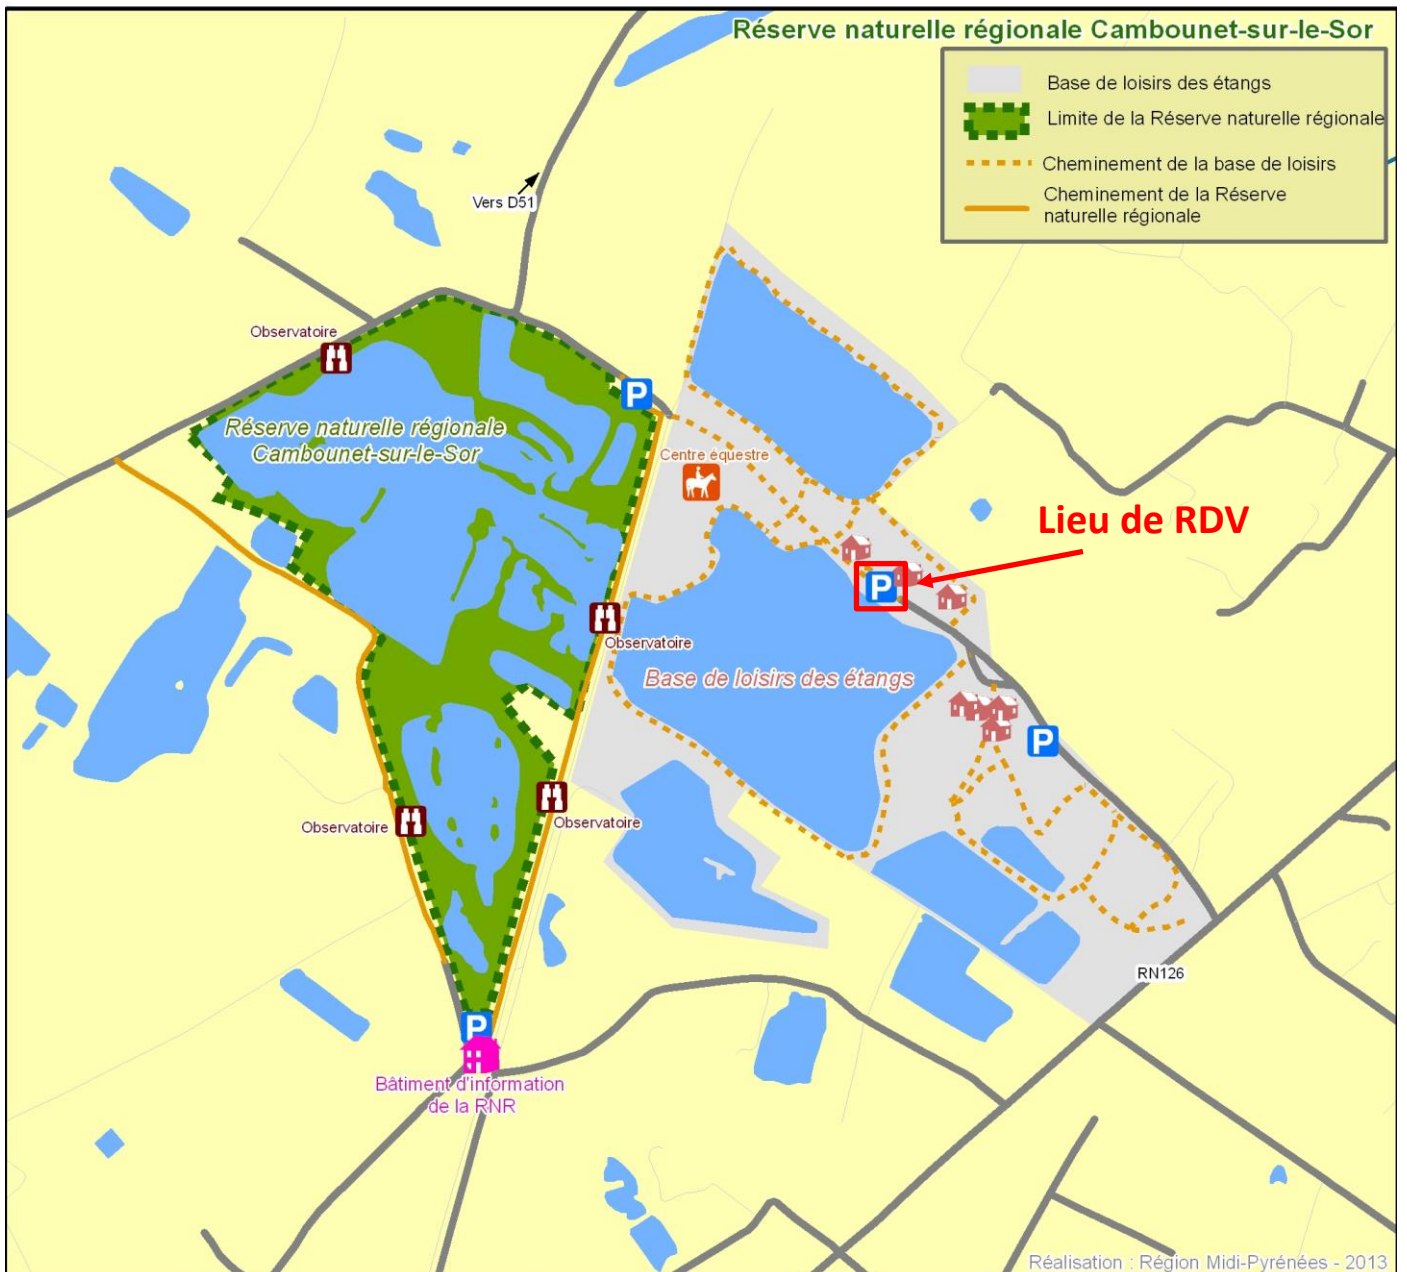 Réserve naturelle régionale Cambounet-sur-le-Sor
Base de loisirs des étangs
Limite de la Réserve naturelle régionale
Cheminement de la base de loisirs
Cheminement de la Réserve
naturelle régionale
Vers D51
Observatoire
P
Réserve naturelle régionale
Cambounet-sur-le-Sor
Centre équestre
Lieu de RDV
P
Observatoire
Base de loisirs des étangs
P
Observatoire
Observatoire
RN126
P
Bâtiment d'information
de la RNR
Réalisation : Région Midi-Pyrénées - 2013